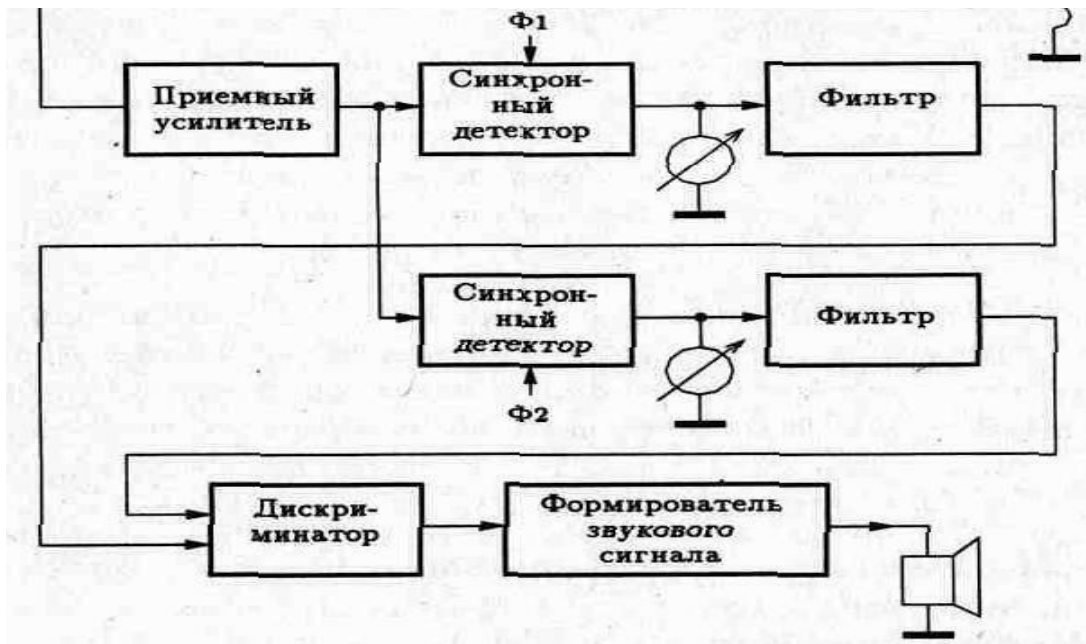 Ф1
Приемный
усилитель
Синхрон-
ный
детектор
Фильтр
Синхрон-
ный
детектор
Фильтр
Ф2
Дискри-
минатор
Формирователь
звукового
сигнала